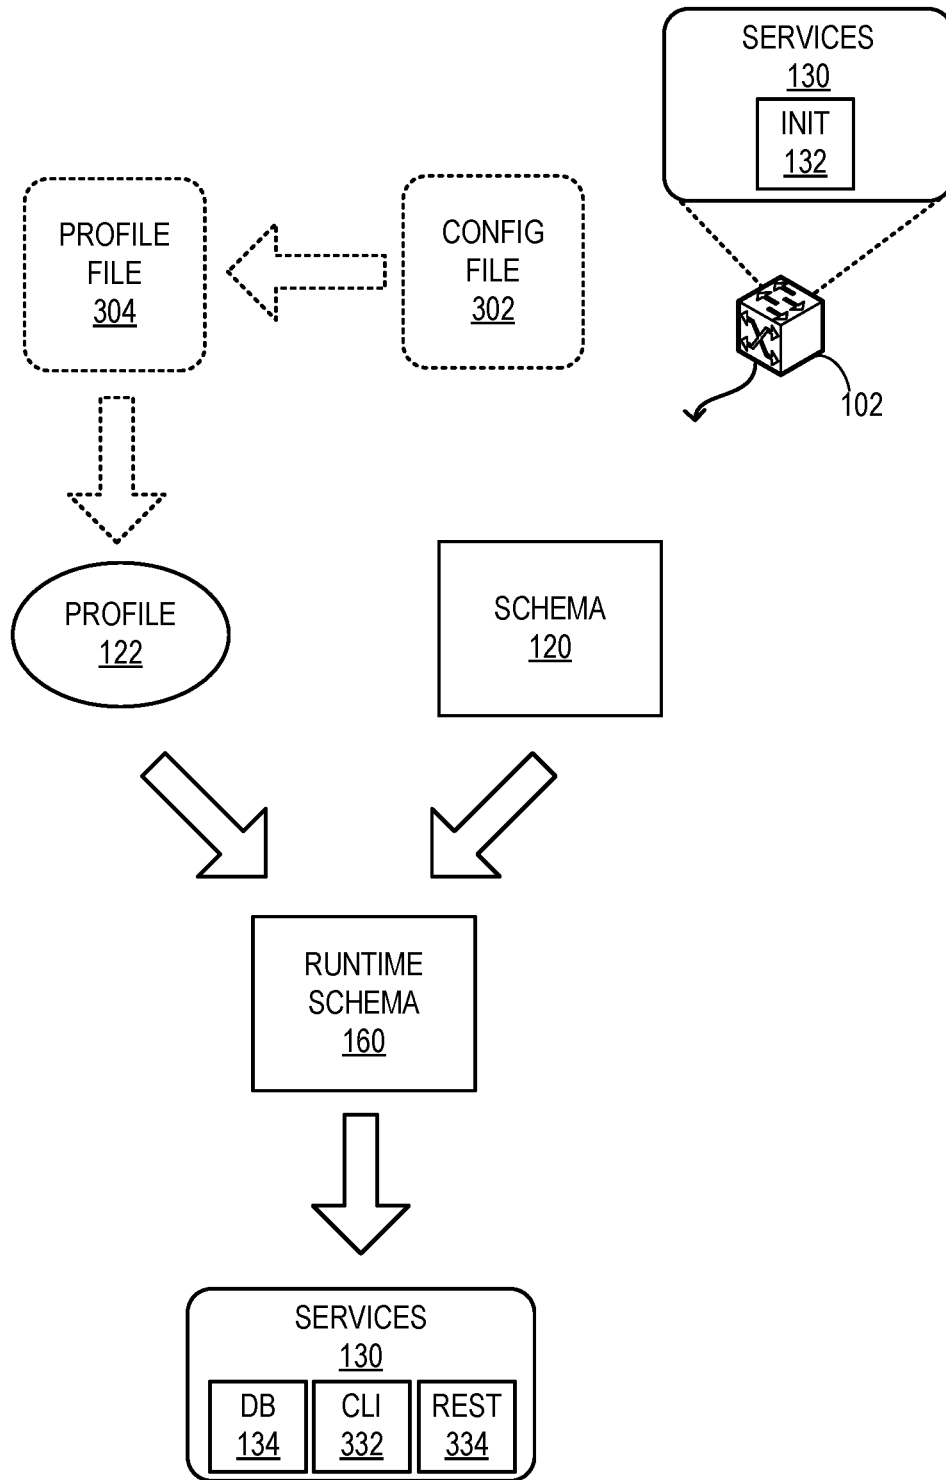 SERVICES
130
INIT
132
PROFILE
FILE
304
CONFIG
FILE
302
102
PROFILE
122
SCHEMA
120
RUNTIME
SCHEMA
160
SERVICES
130
DB
134
CLI
332
REST
334